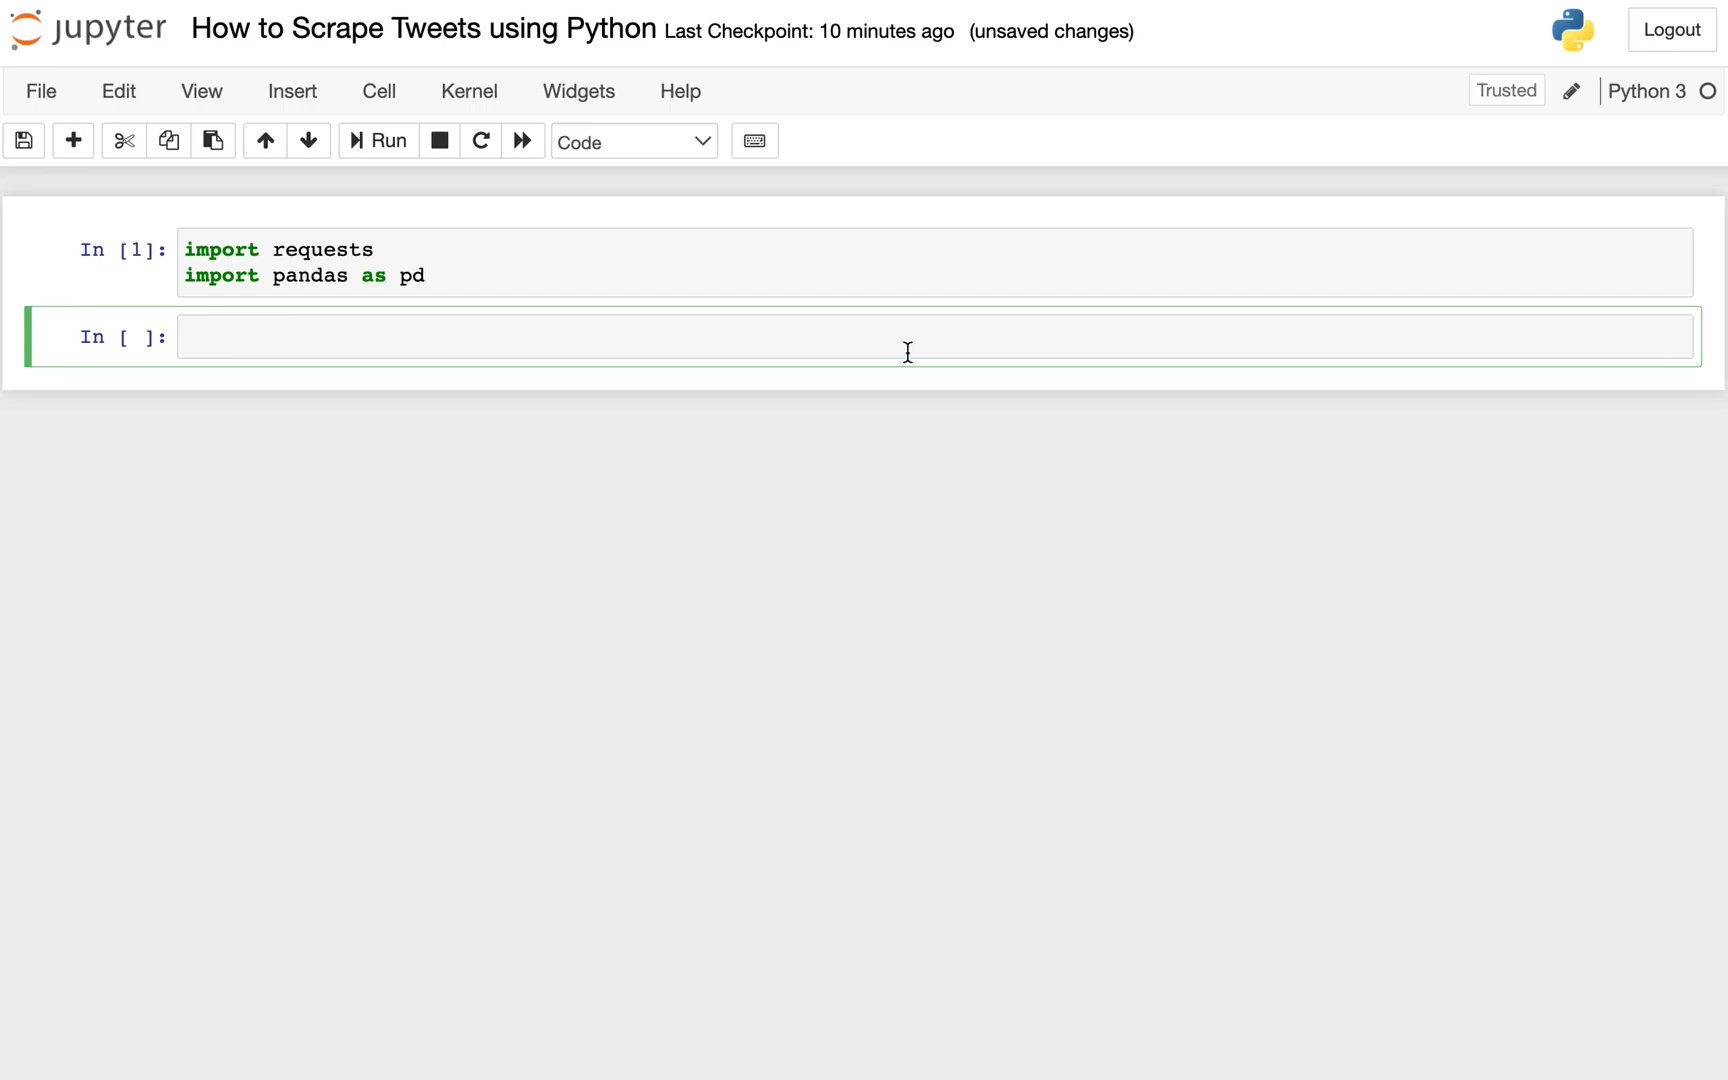 jupyter How to Scrape Tweets using Python Last Checkpoint: 10 minutes ago (unsaved changes) Logout
File Edit View Insert Cell Kernel Widgets Help Trusted Python 3
Run Code
In [1]: import requests
import pandas as pd
In [ ]: